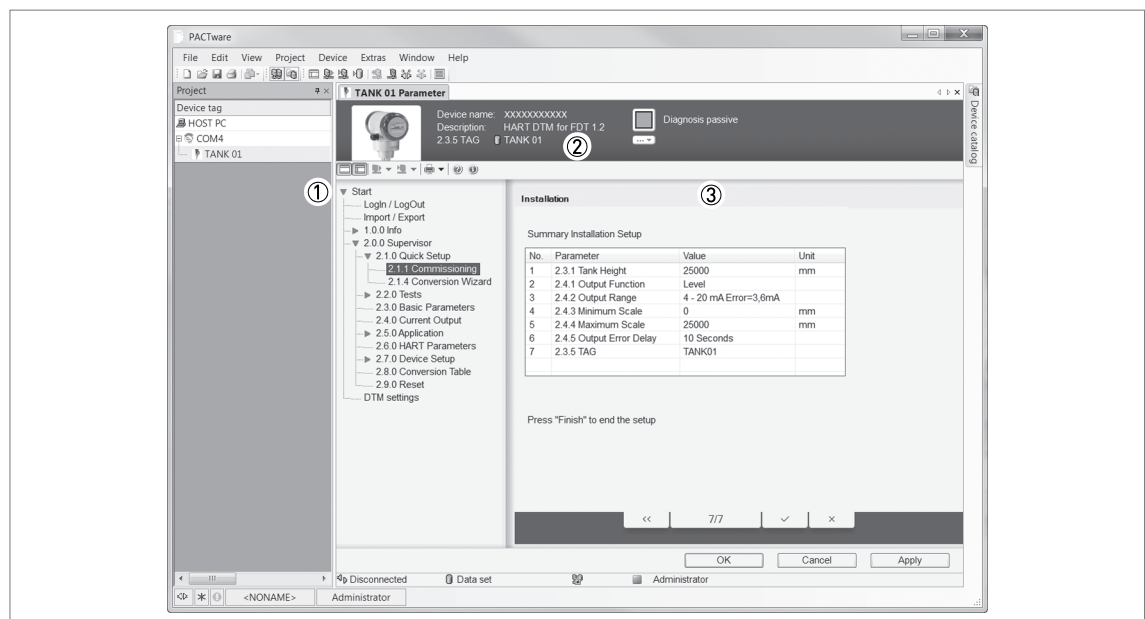 PACTware
File Edit View Project Device Extras Window Help
Project
TANK 01 Parameter
Device tag
HOST PC
COM4
TANK 01
Device name: XXXXXXXXXXX
Description: HART DTM for FDT 1.2
2.3.5 TAG TANK 01
②
Diagnosis passive
Device catalog
①
Start
LogIn / LogOut
Import / Export
1.0.0 Info
2.0.0 Supervisor
2.1.0 Quick Setup
2.1.1 Commissioning
2.1.4 Conversion Wizard
2.2.0 Tests
2.3.0 Basic Parameters
2.4.0 Current Output
2.5.0 Application
2.6.0 HART Parameters
2.7.0 Device Setup
2.8.0 Conversion Table
2.9.0 Reset
DTM settings
Installation
③
Summary Installation Setup
No. Parameter Value Unit
1 2.3.1 Tank Height 25000 mm
2 2.4.1 Output Function Level
3 2.4.2 Output Range 4 - 20 mA Error=3,6mA
4 2.4.3 Minimum Scale 0 mm
5 2.4.4 Maximum Scale 25000 mm
6 2.4.5 Output Error Delay 10 Seconds
7 2.3.5 TAG TANK01
Press "Finish" to end the setup
<< 7/7 ✓ ×
OK Cancel Apply
Disconnected Data set Administrator
<NONAME> Administrator